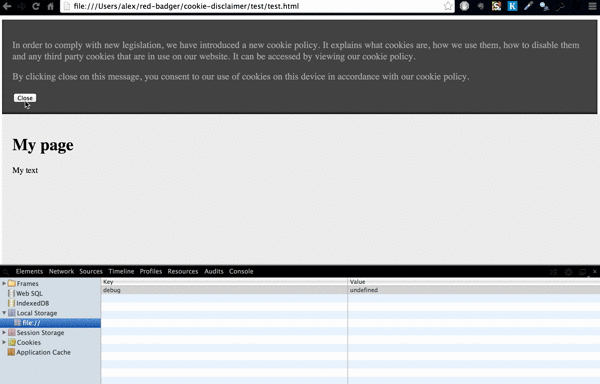 file:///Users/alex/red-badger/cookie-disclaimer/test/test.html
In order to comply with new legislation, we have introduced a new cookie policy. It explains what cookies are, how we use them, how to disable them
and any third party cookies that are in use on our website. It can be accessed by viewing our cookie policy.
By clicking close on this message, you consent to our use of cookies on this device in accordance with our cookie policy.
Close
My page
My text
Elements Network Sources Timeline Profiles Resources Audits Console
Frames
Web SQL
IndexedDB
Local Storage
file://
Session Storage
Cookies
Application Cache
Key Value
debug undefined